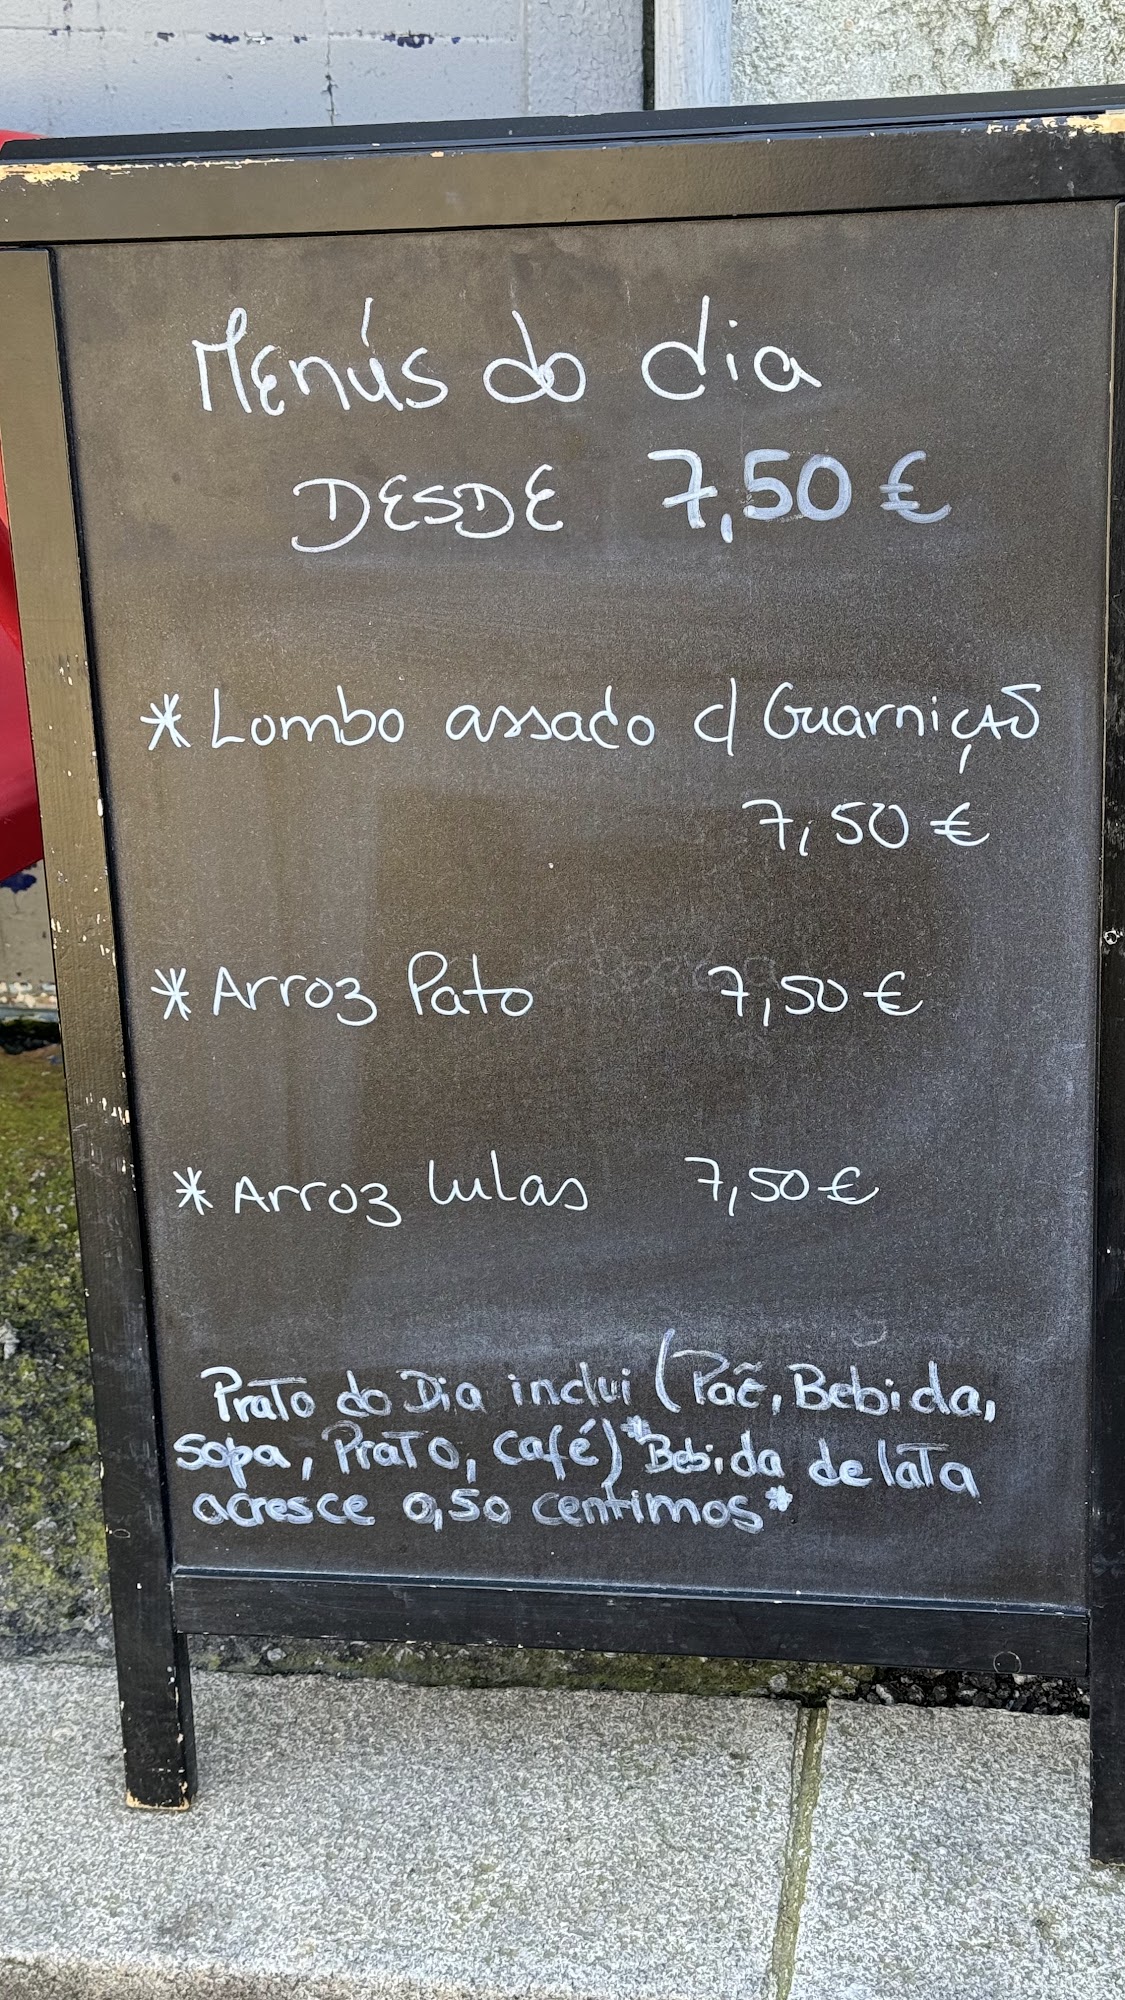 Menús do dia
DESDE 7,50 €
* Lombo assado c/ Guarnição
7,50 €
* Arroz Pato 7,50 €
* Arroz lulas 7,50 €
Prato do Dia inclui (Pão, Bebida,
sopa, Prato, café) *Bebida de lata
acresce 0,50 centimos*